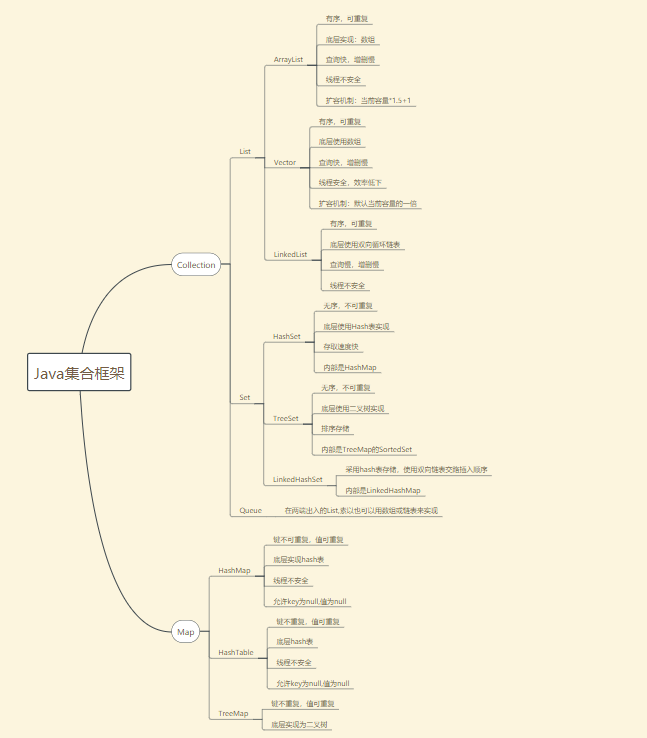 Java集合框架
Collection
List
ArrayList
有序，可重复
底层实现：数组
查询快，增删慢
线程不安全
扩容机制：当前容量*1.5+1
Vector
有序，可重复
底层使用数组
查询快，增删慢
线程安全，效率低下
扩容机制：默认当前容量的一倍
LinkedList
有序，可重复
底层使用双向循环链表
查询慢，增删慢
线程不安全
Set
HashSet
无序，不可重复
底层使用Hash表实现
存取速度快
内部是HashMap
TreeSet
无序，不可重复
底层使用二叉树实现
排序存储
内部是TreeMap的SortedSet
LinkedHashSet
采用hash表存储，使用双向链表交路插入顺序
内部是LinkedHashMap
Queue
在两端出入的List,素以也可以用数组或链表来实现
Map
HashMap
键不可重复，值可重复
底层实现hash表
线程不安全
允许key为null,值为null
HashTable
键不重复，值可重复
底层hash表
线程不安全
允许key为null,值为null
TreeMap
键不重复，值可重复
底层实现为二叉树